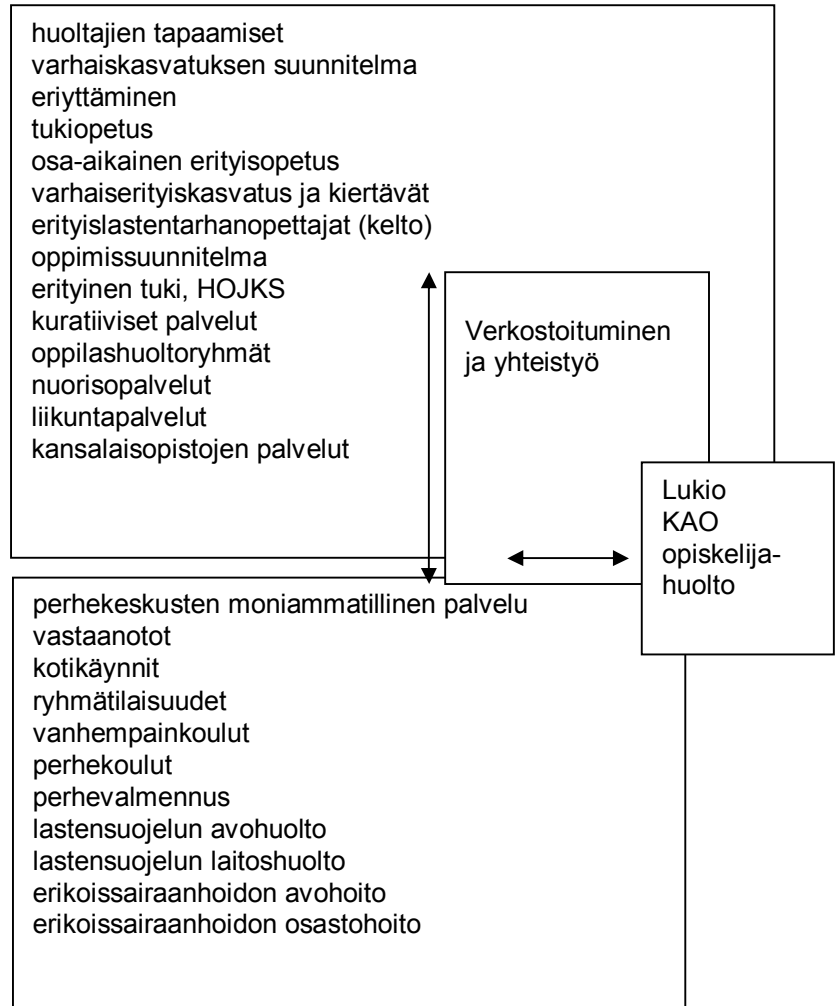 huoltajien tapaamiset
varhaiskasvatuksen suunnitelma
eriyttäminen
tukiopetus
osa-aikainen erityisopetus
varhaiserityiskasvatus ja kiertävät
erityislastentarhanopettajat (kelto)
oppimissuunnitelma
erityinen tuki, HOJKS
kuratiiviset palvelut
oppilashuoltoryhmät
nuorisopalvelut
liikuntapalvelut
kansalaisopistojen palvelut
Verkostoituminen
ja yhteistyö
Lukio
KAO
opiskelija-
huolto
perhekeskusten moniammatillinen palvelu
vastaanotot
kotikäynnit
ryhmätilaisuudet
vanhempainkoulut
perhekoulut
perhevalmennus
lastensuojelun avohuolto
lastensuojelun laitoshuolto
erikoissairaanhoidon avohoito
erikoissairaanhoidon osastohoito